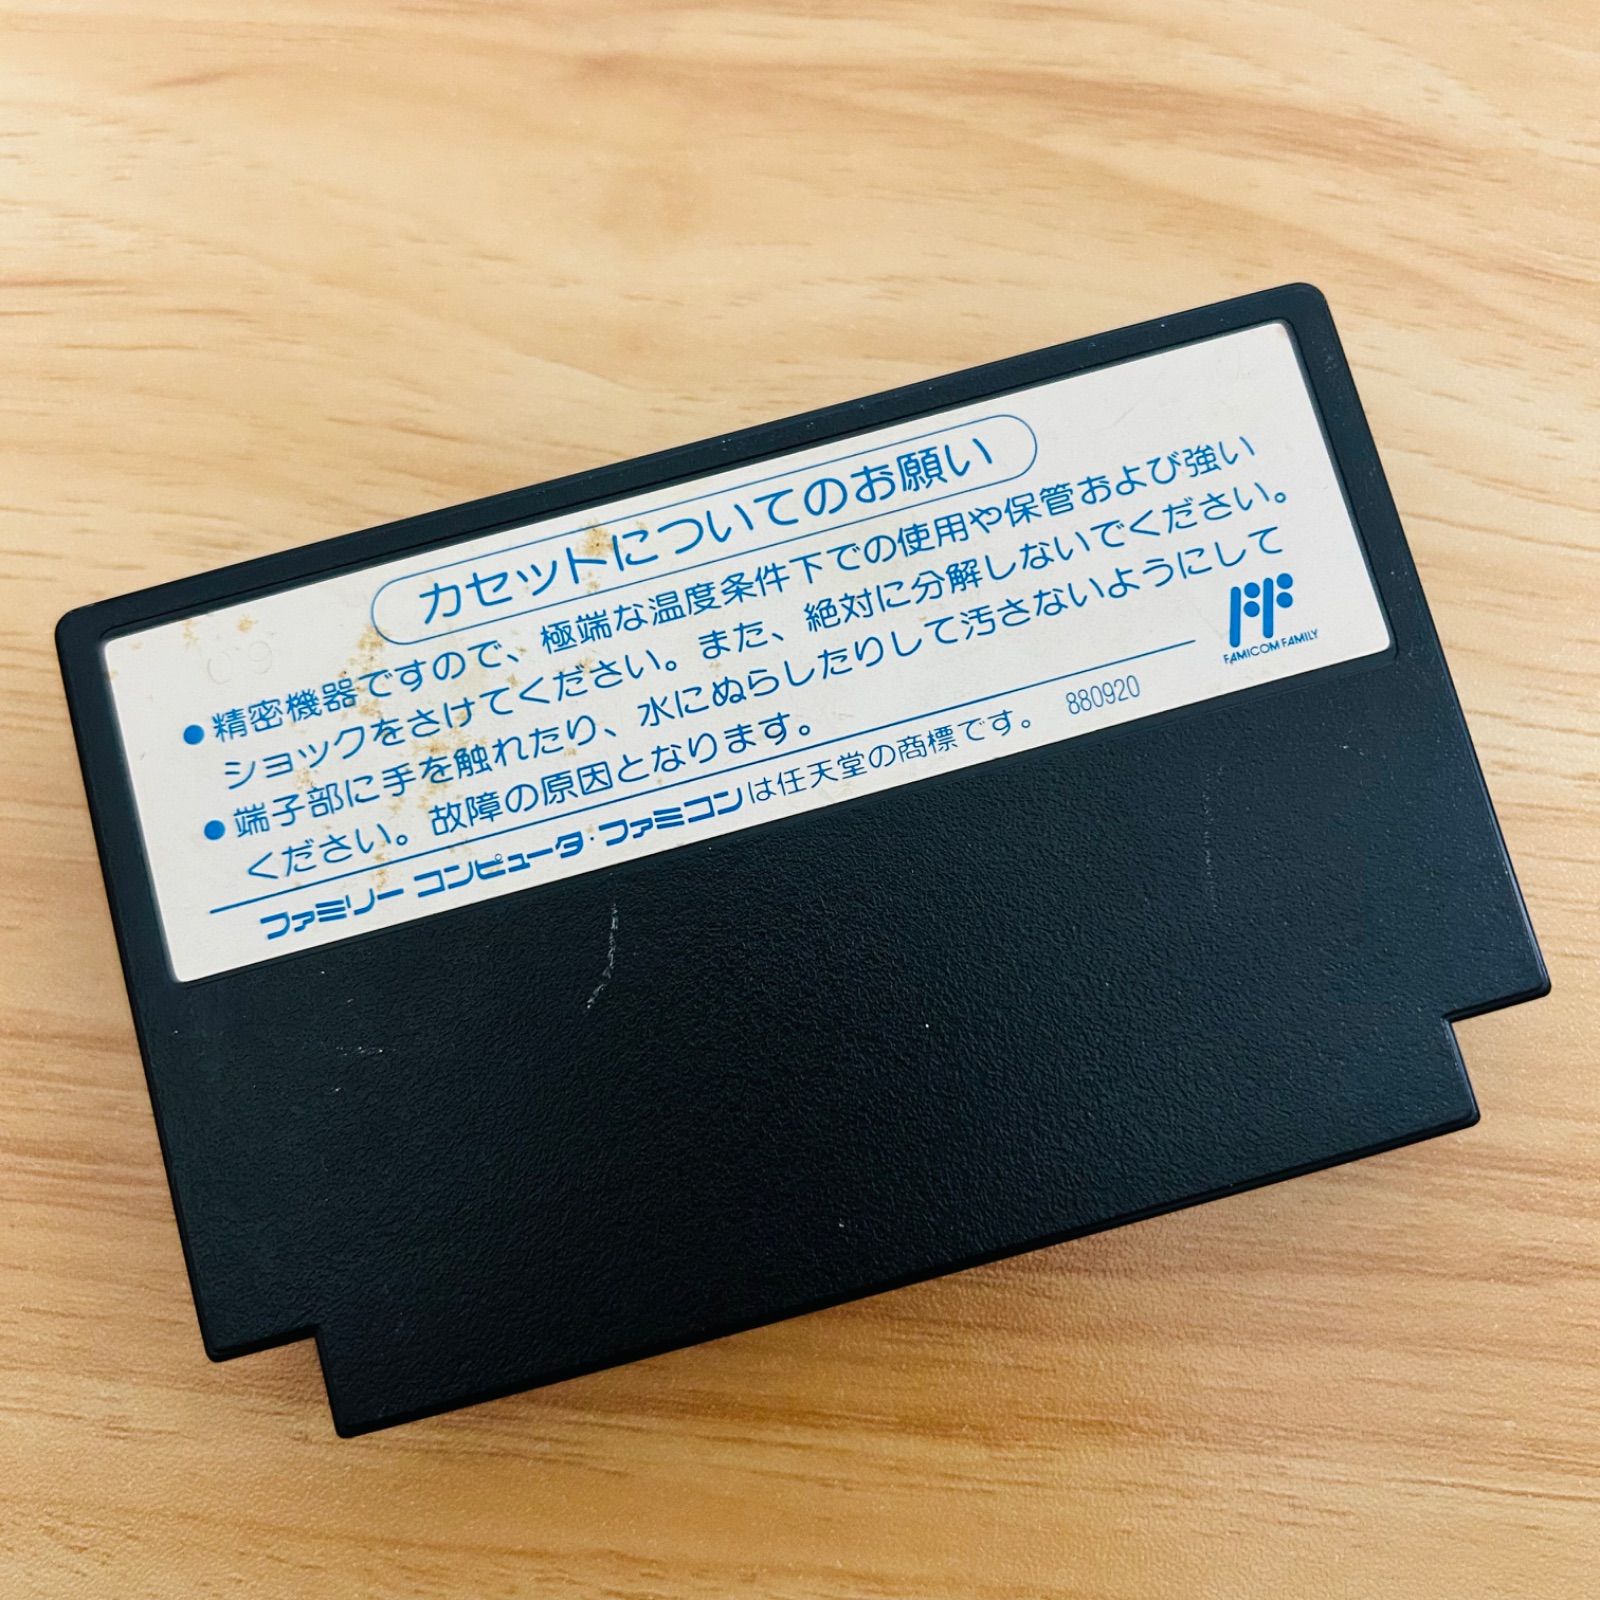 カセットについてのお願い
●精密機器ですので、極端な温度条件下での使用や保管および強い
ショックをさけてください。また、絶対に分解しないでください。
●端子部に手を触れたり、水にぬらしたりして汚さないようにして
ください。故障の原因となります。
FAMICOM FAMILY
ファミリーコンピュータ・ファミコンは任天堂の商標です。 880920